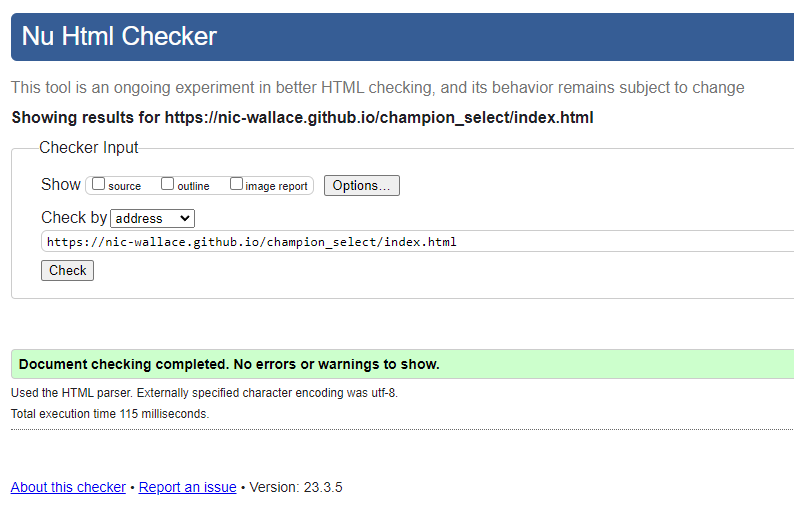 Nu Html Checker
This tool is an ongoing experiment in better HTML checking, and its behavior remains subject to change
Showing results for https://nic-wallace.github.io/champion_select/index.html
Checker Input
Show source outline image report Options...
Check by address
https://nic-wallace.github.io/champion_select/index.html
Check
Document checking completed. No errors or warnings to show.
Used the HTML parser. Externally specified character encoding was utf-8.
Total execution time 115 milliseconds.
About this checker • Report an issue • Version: 23.3.5